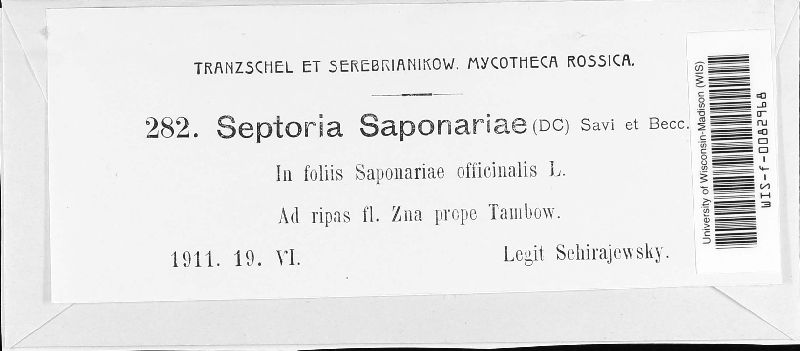 TRANZSCHEL ET SEREBRIANIKOW. MYCOTHECA ROSSICA.
282. Septoria Saponariae (DC) Savi et Becc.
In foliis Saponariae officinalis L.
Ad ripas fl. Zna prope Tambow.
1911. 19. VI. Legit Schirajewsky.
University of Wisconsin-Madison (WIS)
WIS-f-0082968